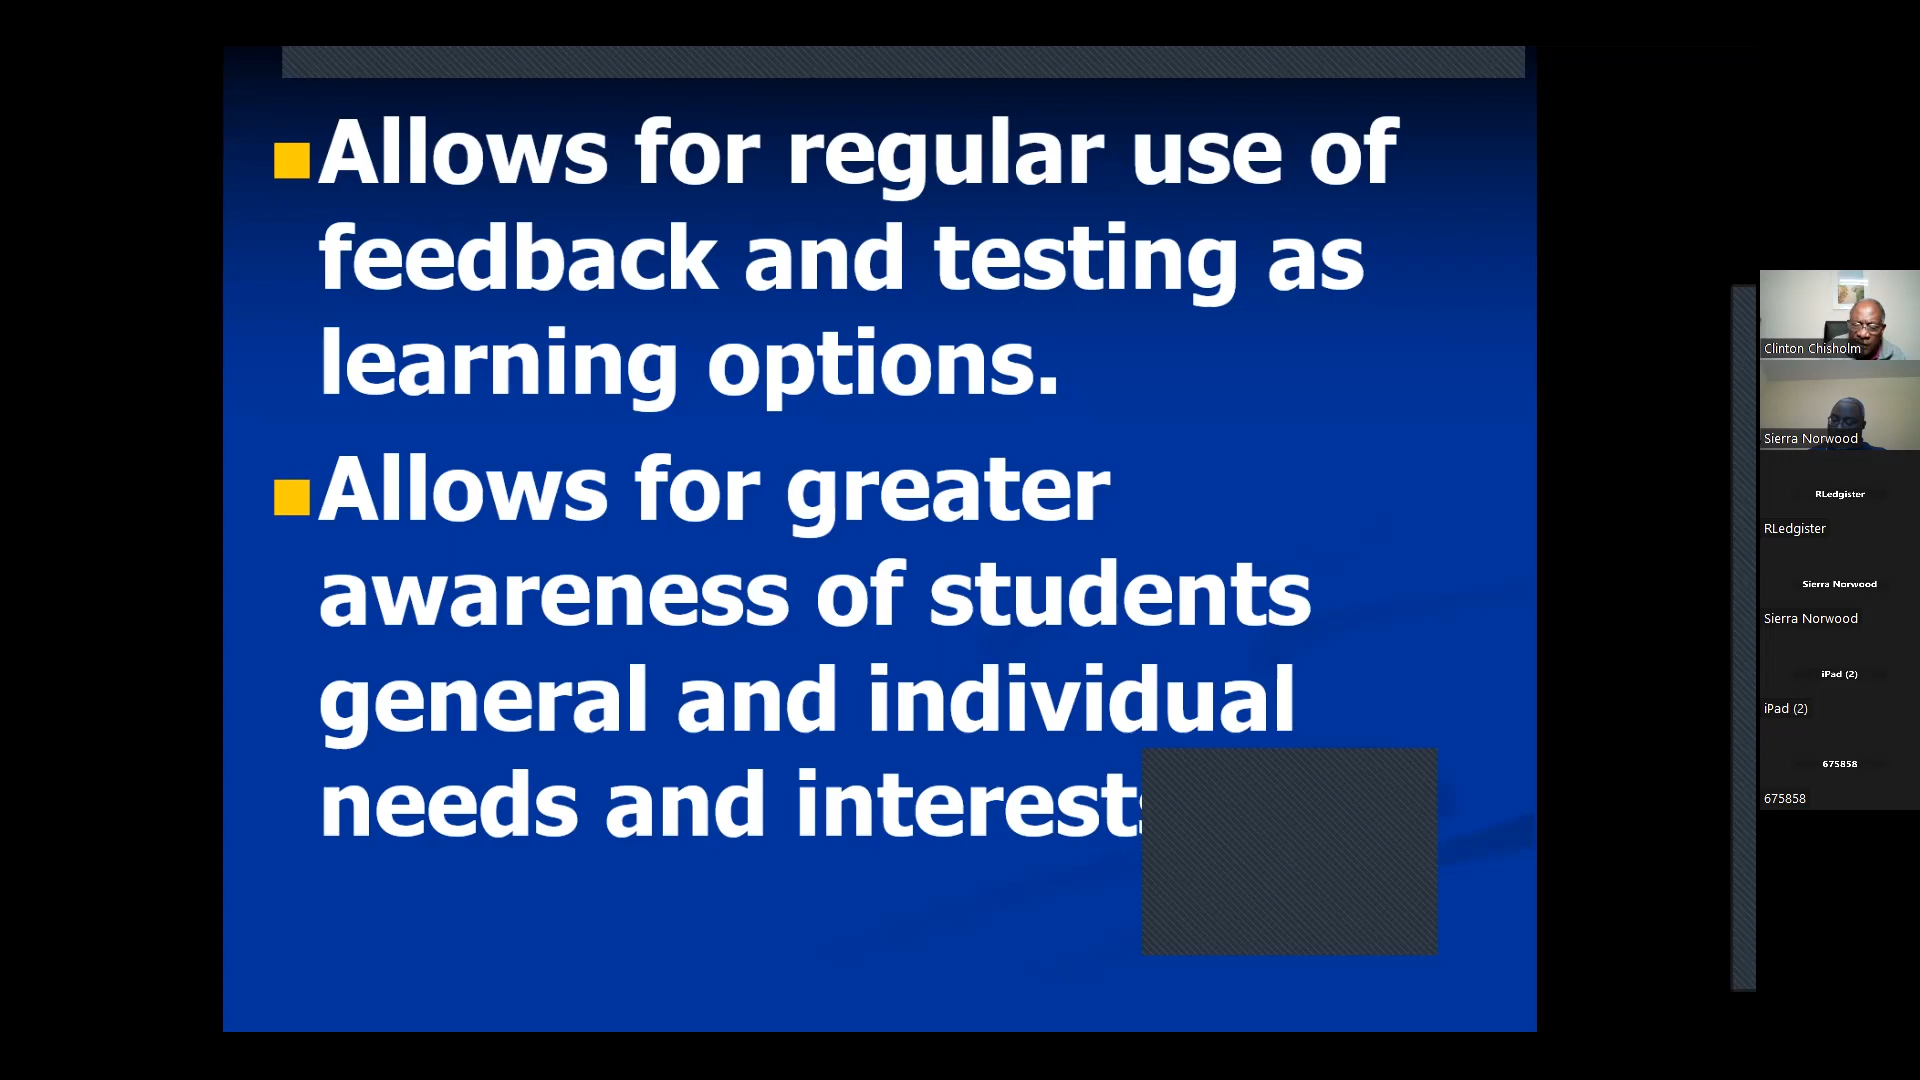 Allows for regular use of
feedback and testing as
learning options.
Allows for greater
awareness of students
general and individual
needs and interests
Clinton Chisholm
Sierra Norwood
RLedgister
RLedgister
Sierra Norwood
Sierra Norwood
iPad (2)
iPad (2)
675858
675858